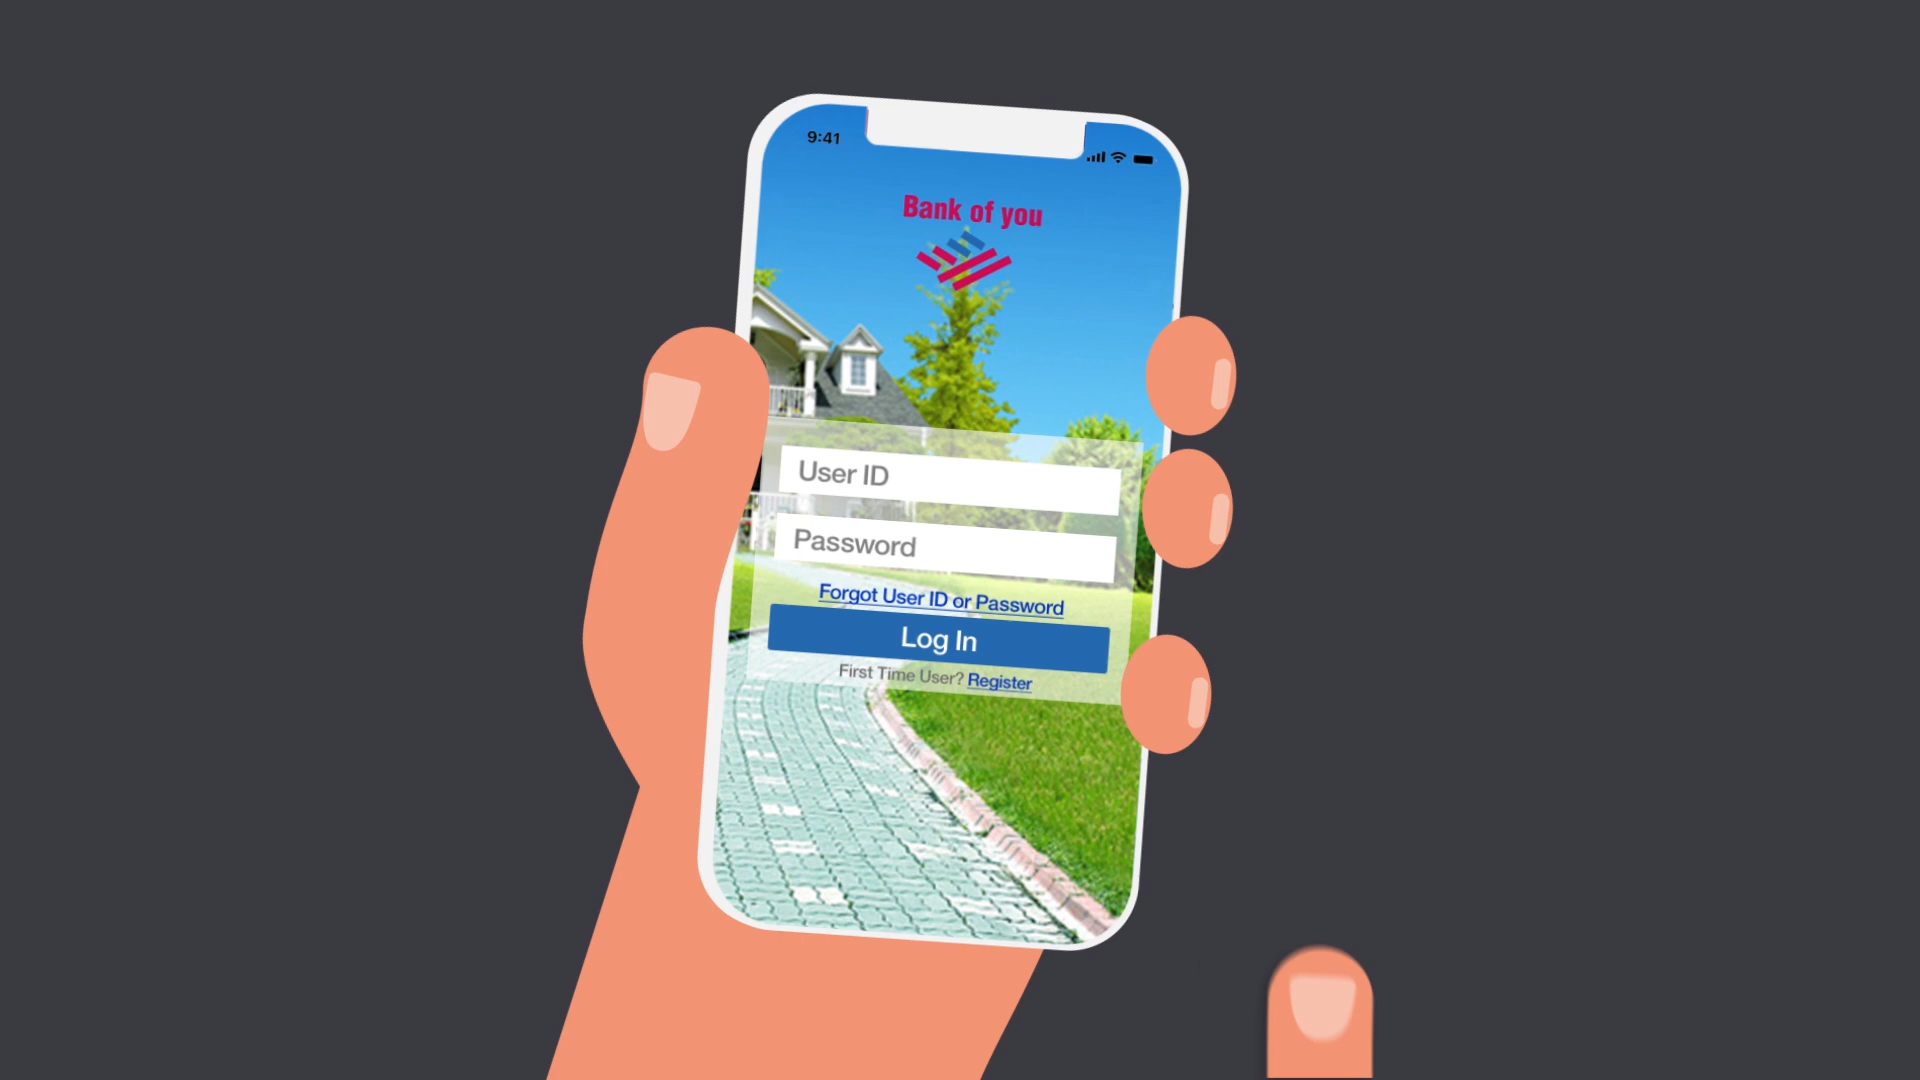 9:41
Bank of you
User ID
Password
Forgot User ID or Password
Log In
First Time User? Register